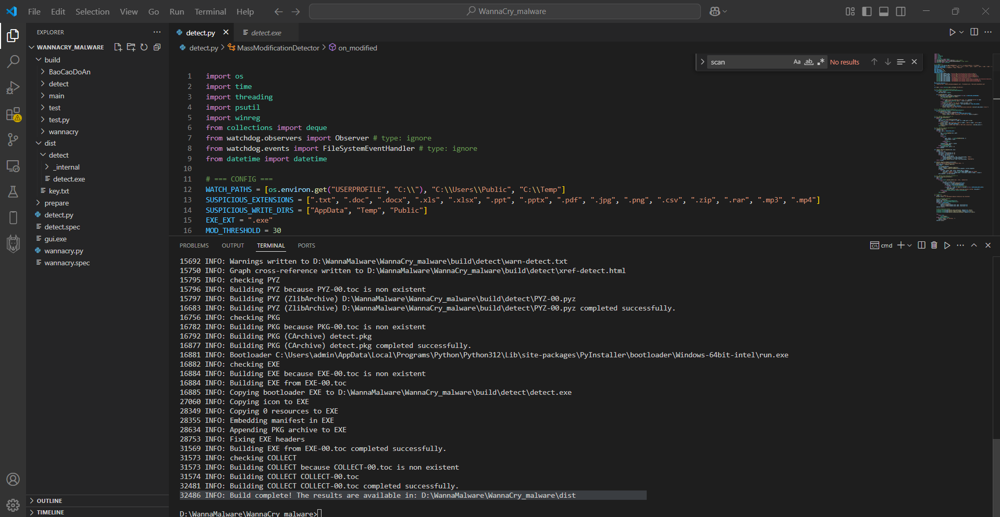 File Edit Selection View Go Run Terminal Help
WannaCry_malware
EXPLORER
WANNACRY_MALWARE
build
BaoCaoDoAn
detect
main
test
test.py
wannacry
dist
detect
_internal
detect.exe
key.txt
prepare
detect.py
detect.spec
gui.exe
wannacry.py
wannacry.spec
OUTLINE
TIMELINE
detect.py
detect.exe
detect.py > MassModificationDetector > on_modified
scan
Aa ab .* No results
1 import os
2 import time
3 import threading
4 import psutil
5 import winreg
6 from collections import deque
7 from watchdog.observers import Observer # type: ignore
8 from watchdog.events import FileSystemEventHandler # type: ignore
9 from datetime import datetime
10
11 # === CONFIG ===
12 WATCH_PATHS = [os.environ.get("USERPROFILE", "C:\\"), "C:\\Users\\Public", "C:\\Temp"]
13 SUSPICIOUS_EXTENSIONS = [".txt", ".doc", ".docx", ".xls", ".xlsx", ".ppt", ".pptx", ".pdf", ".jpg", ".png", ".csv", ".zip", ".rar", ".mp3", ".mp4"]
14 SUSPICIOUS_WRITE_DIRS = ["AppData", "Temp", "Public"]
15 EXE_EXT = ".exe"
16 MOD_THRESHOLD = 30
PROBLEMS OUTPUT TERMINAL PORTS
cmd
15692 INFO: Warnings written to D:\WannaMalware\WannaCry_malware\build\detect\warn-detect.txt
15750 INFO: Graph cross-reference written to D:\WannaMalware\WannaCry_malware\build\detect\xref-detect.html
15795 INFO: checking PYZ
15796 INFO: Building PYZ because PYZ-00.toc is non existent
15797 INFO: Building PYZ (ZlibArchive) D:\WannaMalware\WannaCry_malware\build\detect\PYZ-00.pyz
16683 INFO: Building PYZ (ZlibArchive) D:\WannaMalware\WannaCry_malware\build\detect\PYZ-00.pyz completed successfully.
16756 INFO: checking PKG
16782 INFO: Building PKG because PKG-00.toc is non existent
16792 INFO: Building PKG (CArchive) detect.pkg
16877 INFO: Building PKG (CArchive) detect.pkg completed successfully.
16881 INFO: Bootloader C:\Users\admin\AppData\Local\Programs\Python\Python312\Lib\site-packages\PyInstaller\bootloader\Windows-64bit-intel\run.exe
16882 INFO: checking EXE
16884 INFO: Building EXE because EXE-00.toc is non existent
16884 INFO: Building EXE from EXE-00.toc
16885 INFO: Copying bootloader EXE to D:\WannaMalware\WannaCry_malware\build\detect\detect.exe
27060 INFO: Copying icon to EXE
28349 INFO: Copying 0 resources to EXE
28355 INFO: Embedding manifest in EXE
28634 INFO: Appending PKG archive to EXE
28753 INFO: Fixing EXE headers
31569 INFO: Building EXE from EXE-00.toc completed successfully.
31573 INFO: checking COLLECT
31573 INFO: Building COLLECT because COLLECT-00.toc is non existent
31574 INFO: Building COLLECT COLLECT-00.toc
32481 INFO: Building COLLECT COLLECT-00.toc completed successfully.
32486 INFO: Build complete! The results are available in: D:\WannaMalware\WannaCry_malware\dist
D:\WannaMalware\WannaCry_malware>